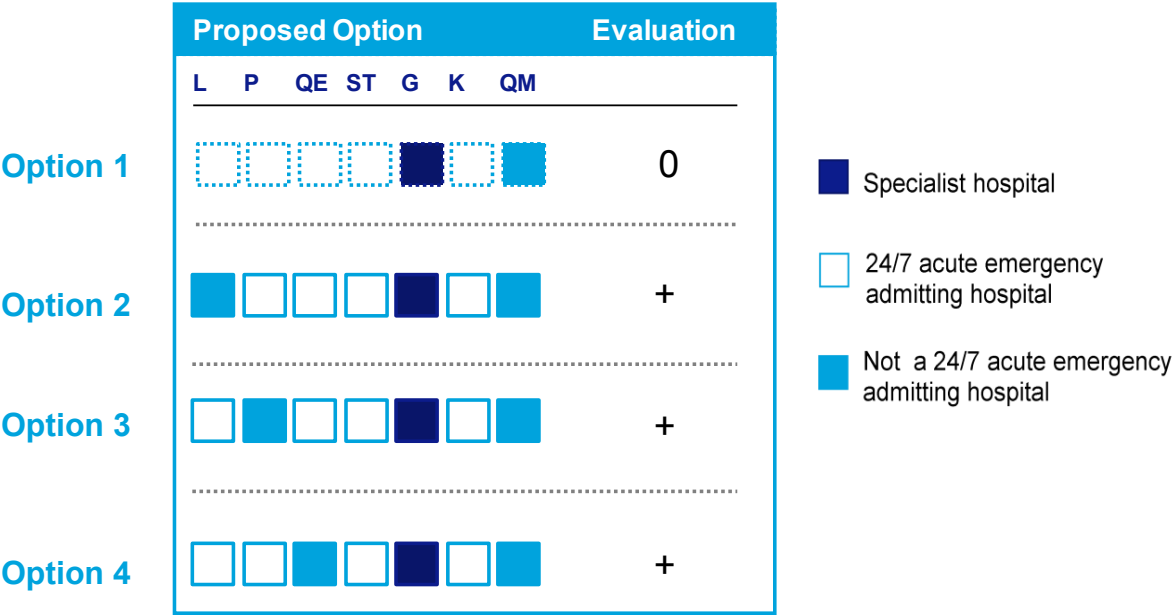 Proposed Option Evaluation
L P QE ST G K QM
Option 1 0
Option 2 +
Option 3 +
Option 4 +
Specialist hospital
24/7 acute emergency
admitting hospital
Not a 24/7 acute emergency
admitting hospital